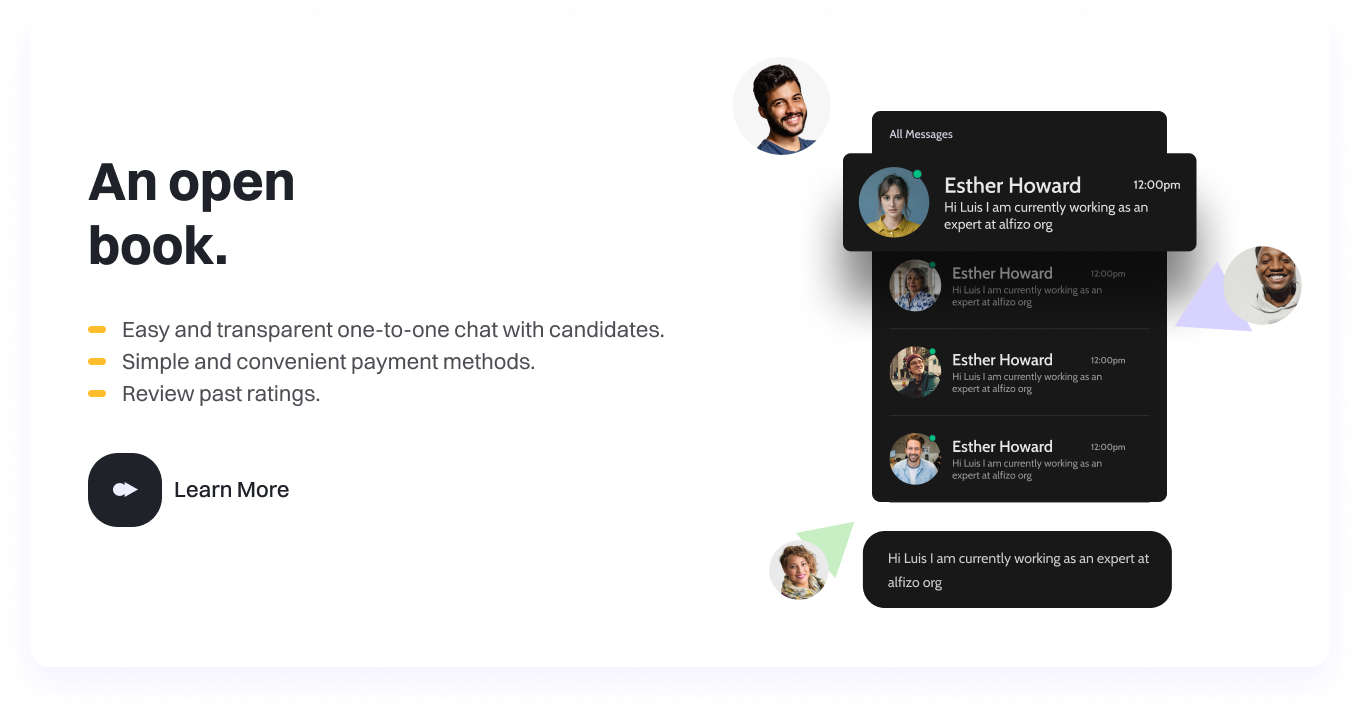 An open
book.
Easy and transparent one-to-one chat with candidates.
Simple and convenient payment methods.
Review past ratings.
Learn More
All Messages
Esther Howard 12:00pm
Hi Luis I am currently working as an
expert at alfizo org
Esther Howard 12:00pm
Hi Luis I am currently working as an
expert at alfizo org
Esther Howard 12:00pm
Hi Luis I am currently working as an
expert at alfizo org
Esther Howard 12:00pm
Hi Luis I am currently working as an
expert at alfizo org
Hi Luis I am currently working as an expert at
alfizo org